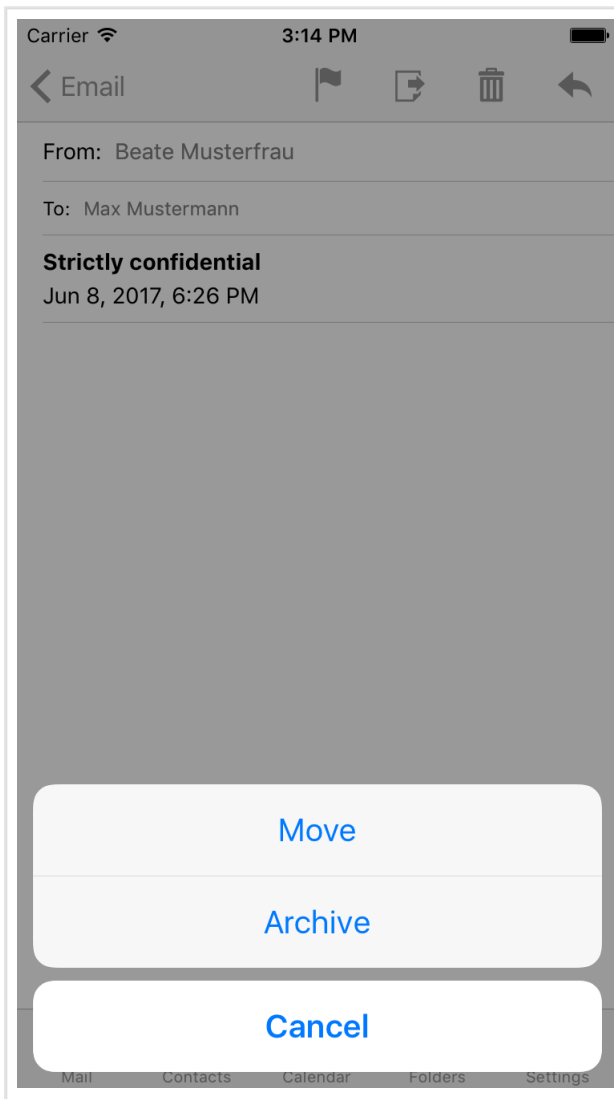 Carrier 3:14 PM
Email
From: Beate Musterfrau
To: Max Mustermann
Strictly confidential
Jun 8, 2017, 6:26 PM
Move
Archive
Cancel
Mail Contacts Calendar Folders Settings